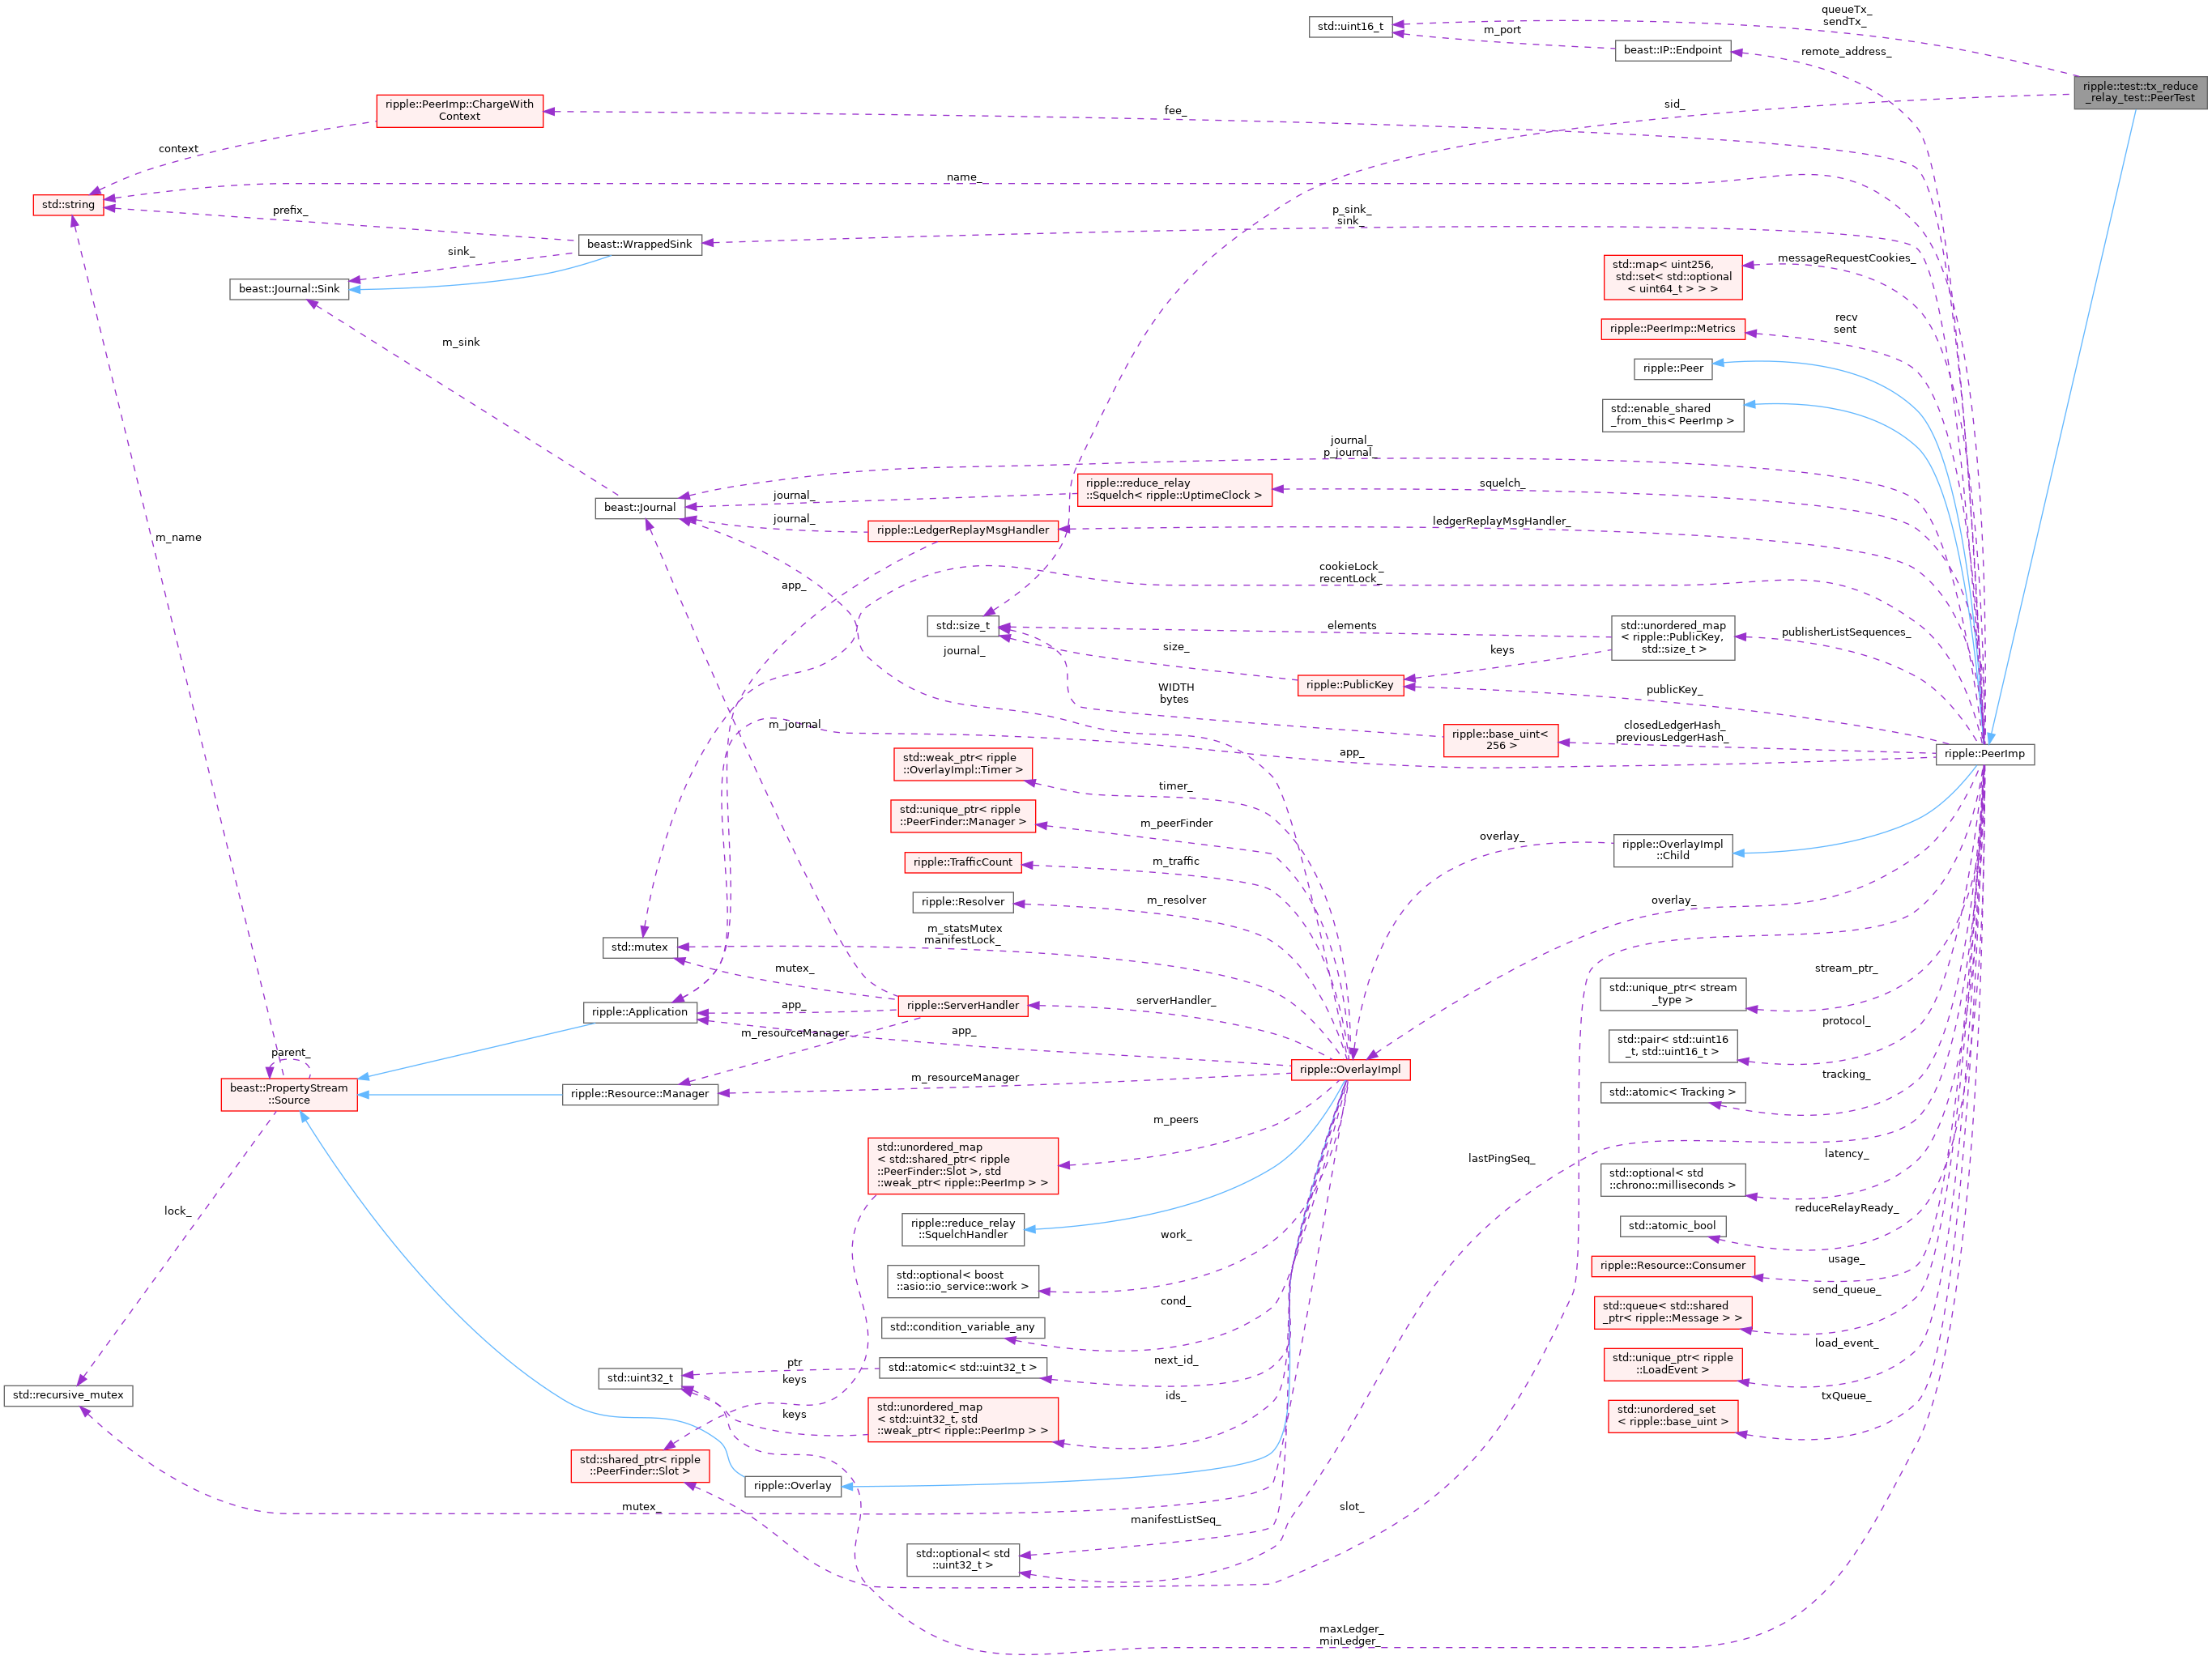 queueTx_
sendTx_
std::uint16_t
m_port
beast::IP::Endpoint
remote_address_
ripple::test::tx_reduce
_relay_test::PeerTest
ripple::PeerImp::ChargeWith
Context
fee_
sid_
context
name_
std::string
prefix_
p_sink_
sink_
beast::WrappedSink
sink_
beast::Journal::Sink
std::map< uint256,
std::set< std::optional
< uint64_t > > >
messageRequestCookies_
m_sink
ripple::PeerImp::Metrics
recv
sent
ripple::Peer
std::enable_shared
_from_this< PeerImp >
journal_
p_journal_
ripple::reduce_relay
::Squelch< ripple::UptimeClock >
squelch_
journal_
beast::Journal
journal_
ripple::LedgerReplayMsgHandler
ledgerReplayMsgHandler_
m_name
app_
cookieLock_
recentLock_
std::size_t
elements
std::unordered_map
< ripple::PublicKey,
std::size_t >
publisherListSequences_
journal_
size_
keys
ripple::PublicKey
publicKey_
WIDTH
bytes
m_journal
ripple::base_uint<
256 >
closedLedgerHash_
previousLedgerHash_
app_
ripple::PeerImp
std::weak_ptr< ripple
::OverlayImpl::Timer >
timer_
std::unique_ptr< ripple
::PeerFinder::Manager >
m_peerFinder
ripple::TrafficCount
m_traffic
overlay_
ripple::OverlayImpl
::Child
ripple::Resolver
m_resolver
overlay_
std::mutex
m_statsMutex
manifestLock_
mutex_
stream_ptr_
std::unique_ptr< stream
_type >
ripple::ServerHandler
serverHandler_
ripple::Application
app_
app_
m_resourceManager
protocol_
std::pair< std::uint16
_t, std::uint16_t >
parent_
ripple::OverlayImpl
beast::PropertyStream
::Source
ripple::Resource::Manager
m_resourceManager
tracking_
std::atomic< Tracking >
m_peers
std::unordered_map
< std::shared_ptr< ripple
::PeerFinder::Slot >, std
::weak_ptr< ripple::PeerImp > >
lastPingSeq_
latency_
std::optional< std
::chrono::milliseconds >
lock_
ripple::reduce_relay
::SquelchHandler
work_
reduceRelayReady_
std::atomic_bool
std::optional< boost
::asio::io_service::work >
usage_
ripple::Resource::Consumer
cond_
std::condition_variable_any
send_queue_
std::queue< std::shared
_ptr< ripple::Message > >
next_id_
std::atomic< std::uint32_t >
ptr
std::uint32_t
keys
load_event_
std::unique_ptr< ripple
::LoadEvent >
std::recursive_mutex
ids_
std::unordered_map
< std::uint32_t, std
::weak_ptr< ripple::PeerImp > >
keys
txQueue_
std::unordered_set
< ripple::base_uint >
std::shared_ptr< ripple
::PeerFinder::Slot >
ripple::Overlay
mutex_
manifestListSeq_
slot_
std::optional< std
::uint32_t >
maxLedger_
minLedger_